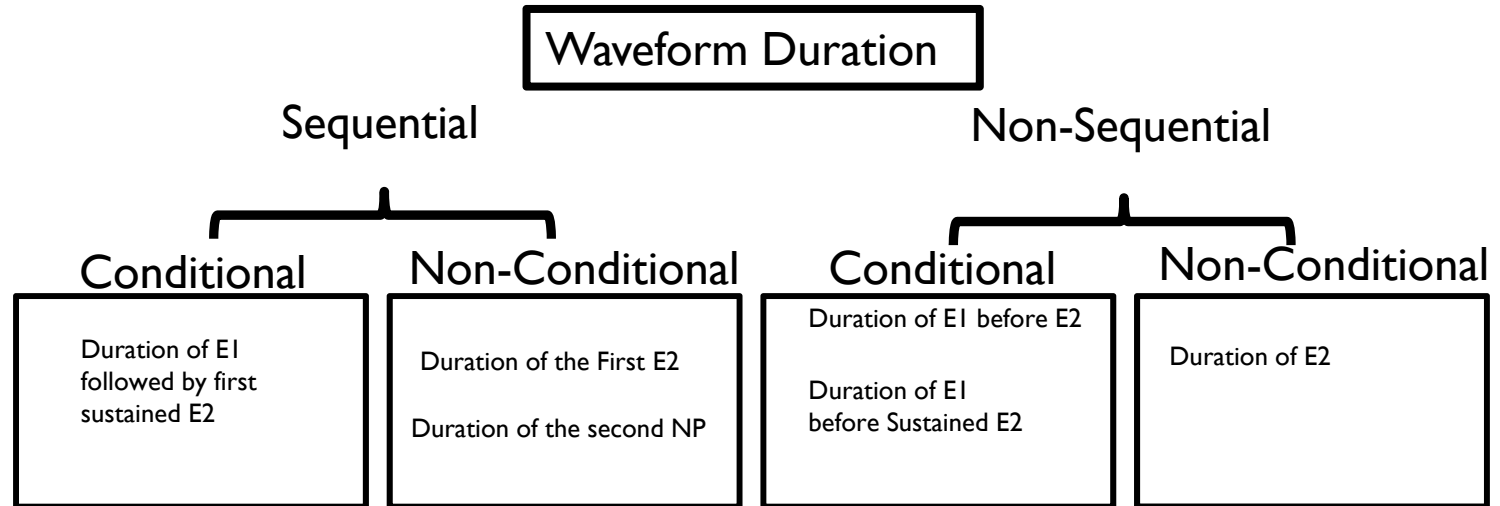 Waveform Duration
Sequential
Non-Sequential
Conditional
Non-Conditional
Conditional
Non-Conditional
Duration of E1
followed by first
sustained E2
Duration of the First E2
Duration of the second NP
Duration of E1 before E2
Duration of E1
before Sustained E2
Duration of E2